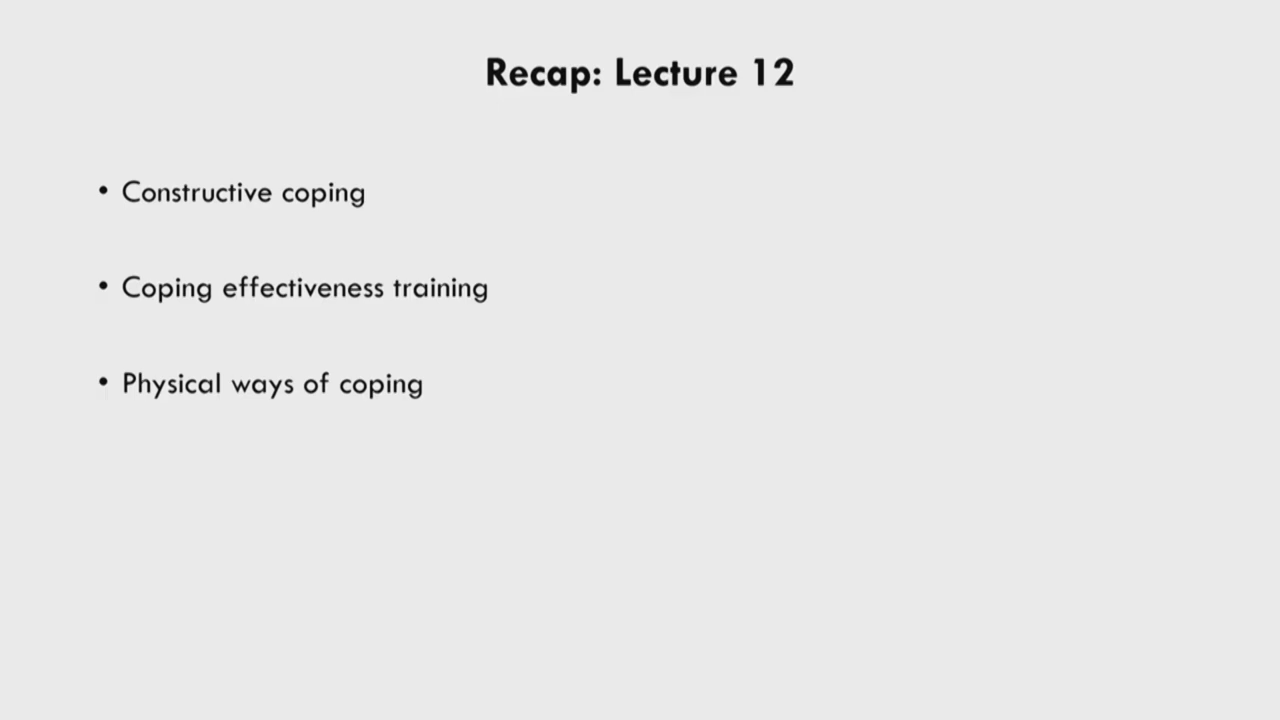 Recap: Lecture 12
• Constructive coping
• Coping effectiveness training
• Physical ways of coping